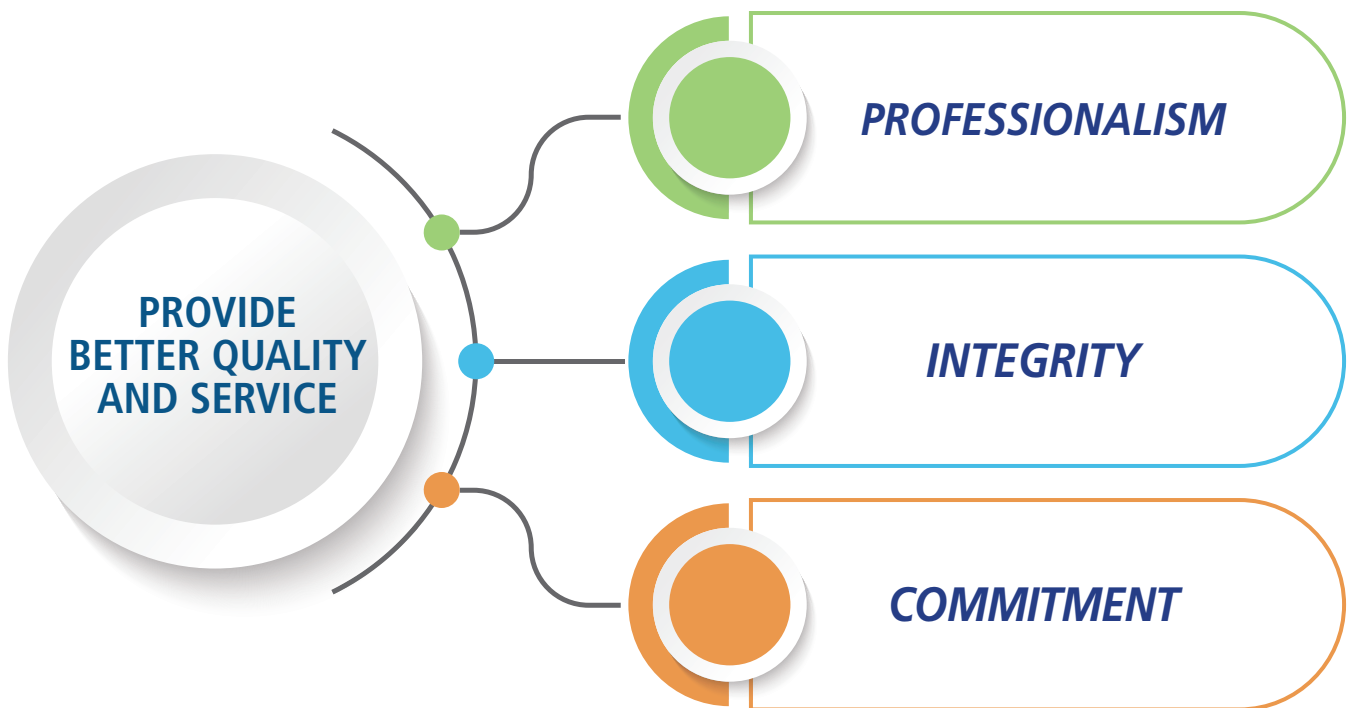 PROVIDE
BETTER QUALITY
AND SERVICE
PROFESSIONALISM
INTEGRITY
COMMITMENT